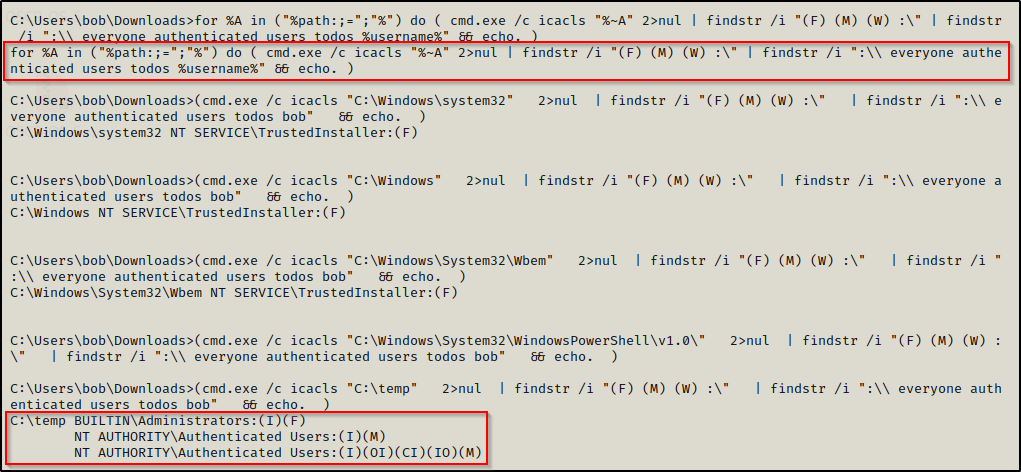 C:\Users\bob\Downloads>for %A in ("%path:;=";"%") do ( cmd.exe /c icacls "%~A" 2>nul | findstr /i "(F) (M) (W) :\" | findstr
 /i ":\\ everyone authenticated users todos %username%" && echo. )
for %A in ("%path:;=";"%") do ( cmd.exe /c icacls "%~A" 2>nul | findstr /i "(F) (M) (W) :\" | findstr /i ":\\ everyone authe
nticated users todos %username%" && echo. )
C:\Users\bob\Downloads>(cmd.exe /c icacls "C:\Windows\system32"   2>nul  | findstr /i "(F) (M) (W) :\"   | findstr /i ":\\ e
veryone authenticated users todos bob"   && echo.  )
C:\Windows\system32 NT SERVICE\TrustedInstaller:(F)
C:\Users\bob\Downloads>(cmd.exe /c icacls "C:\Windows"   2>nul  | findstr /i "(F) (M) (W) :\"   | findstr /i ":\\ everyone a
uthenticated users todos bob"   && echo.  )
C:\Windows NT SERVICE\TrustedInstaller:(F)
C:\Users\bob\Downloads>(cmd.exe /c icacls "C:\Windows\System32\Wbem"   2>nul  | findstr /i "(F) (M) (W) :\"   | findstr /i "
:\\ everyone authenticated users todos bob"   && echo.  )
C:\Windows\System32\Wbem NT SERVICE\TrustedInstaller:(F)
C:\Users\bob\Downloads>(cmd.exe /c icacls "C:\Windows\System32\WindowsPowerShell\v1.0\"   2>nul  | findstr /i "(F) (M) (W) :
\"   | findstr /i ":\\ everyone authenticated users todos bob"   && echo.  )
C:\Users\bob\Downloads>(cmd.exe /c icacls "C:\temp"   2>nul  | findstr /i "(F) (M) (W) :\"   | findstr /i ":\\ everyone auth
enticated users todos bob"   && echo.  )
C:\temp BUILTIN\Administrators:(I)(F)
        NT AUTHORITY\Authenticated Users:(I)(M)
        NT AUTHORITY\Authenticated Users:(I)(OI)(CI)(IO)(M)